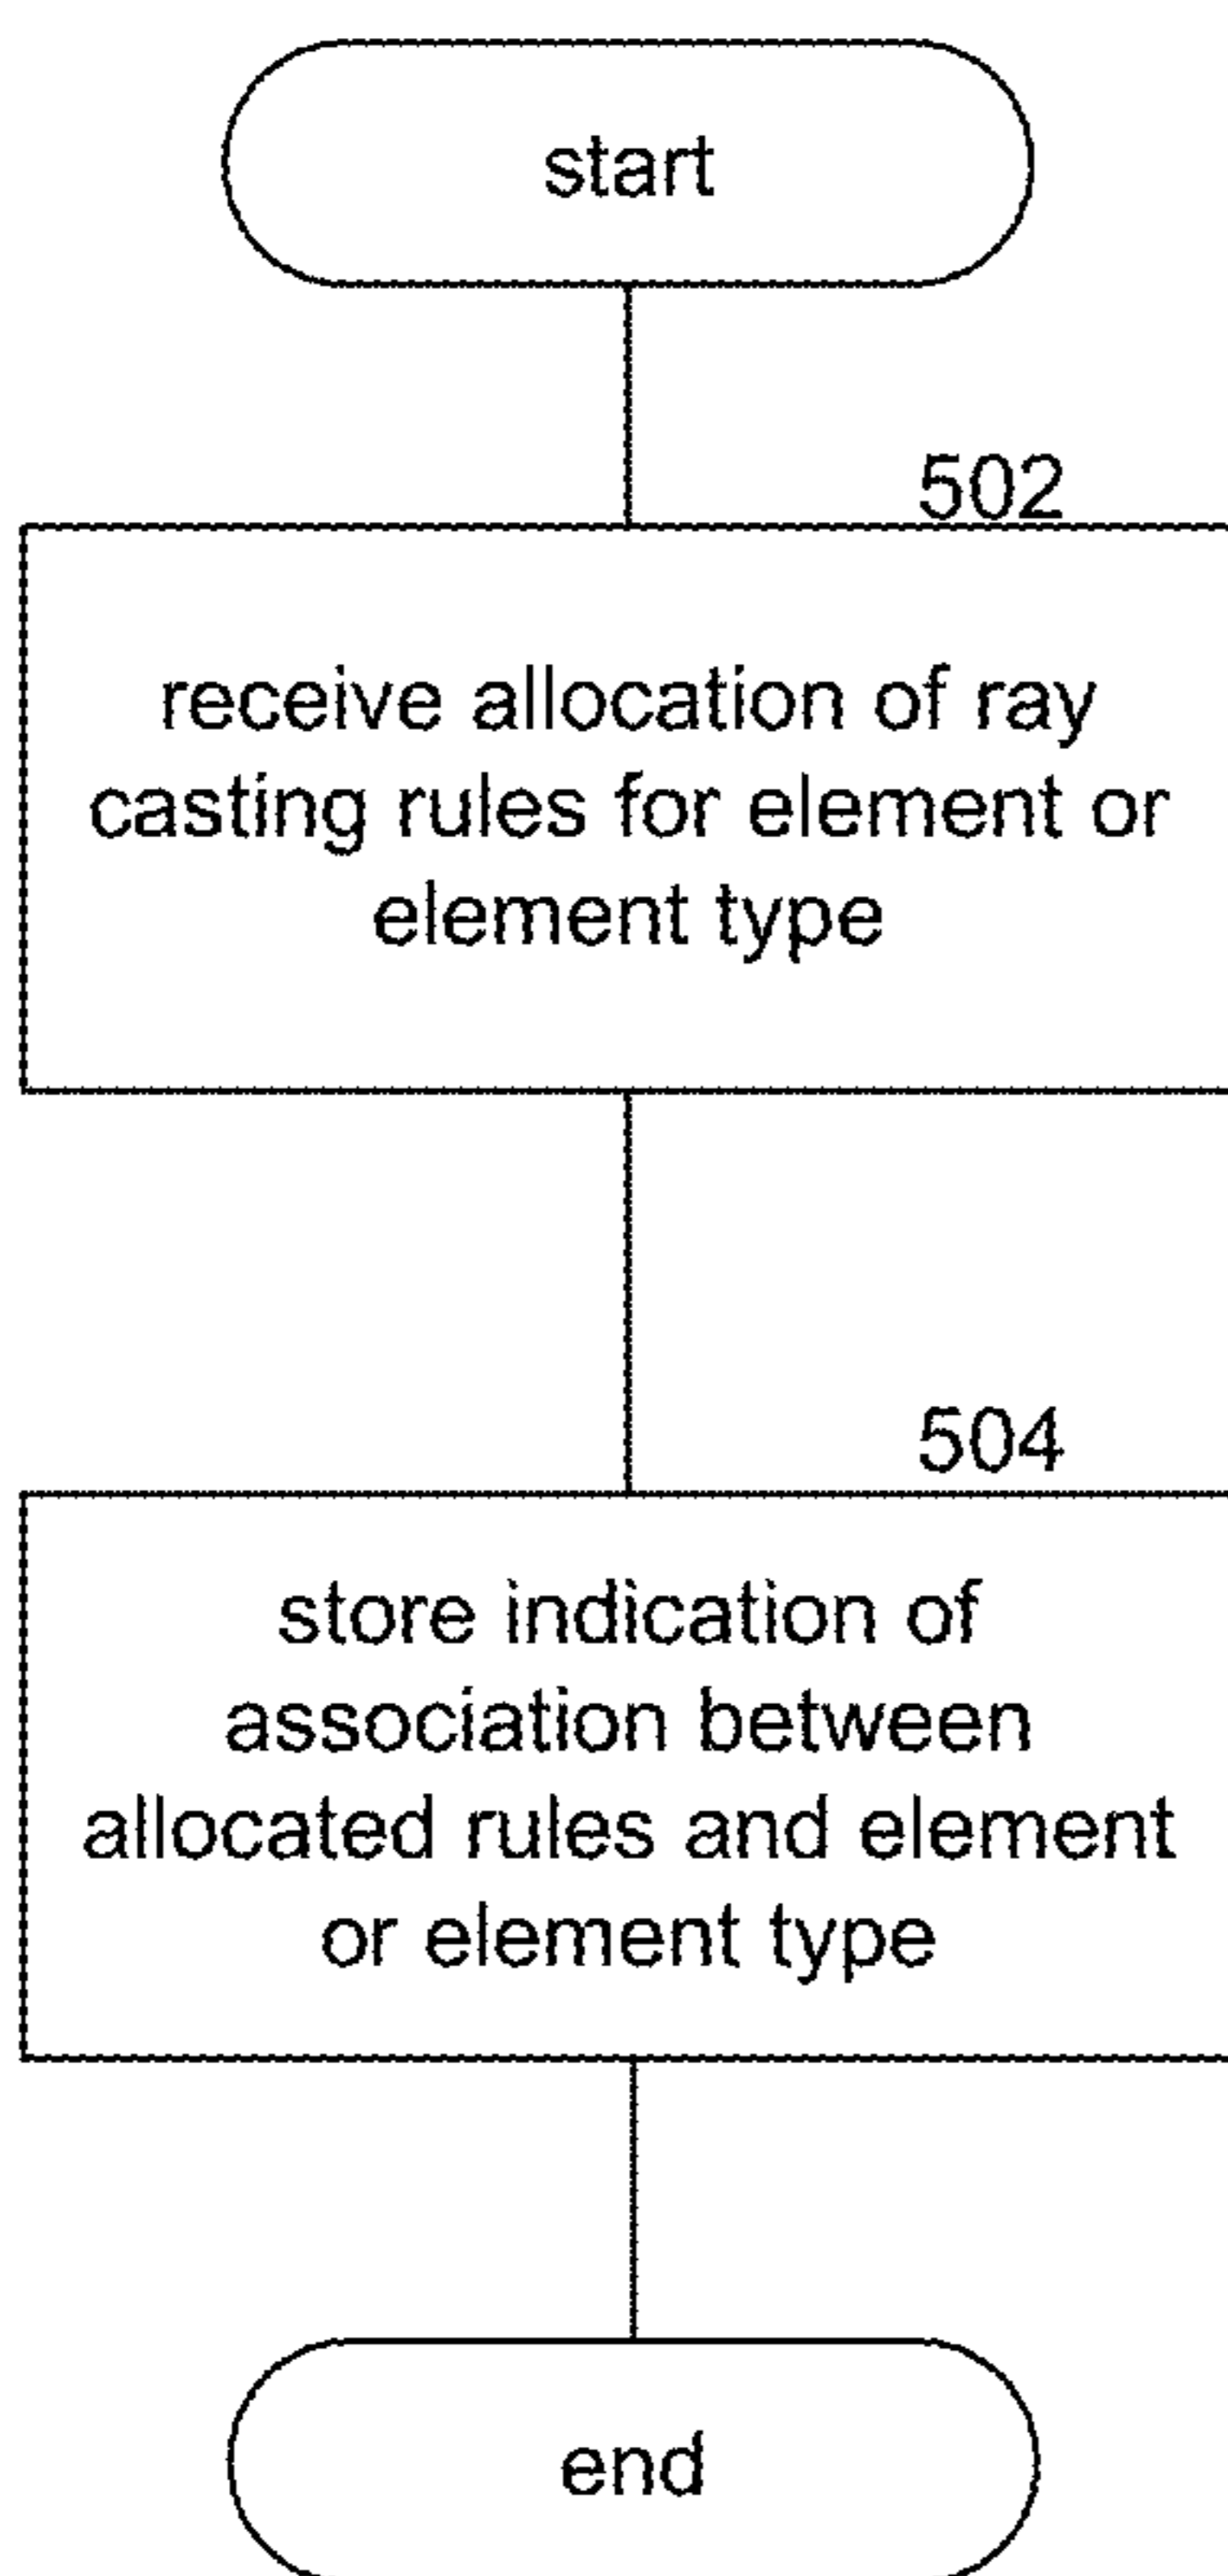 start
502
receive allocation of ray
casting rules for element or
element type
504
store indication of
association between
allocated rules and element
or element type
end